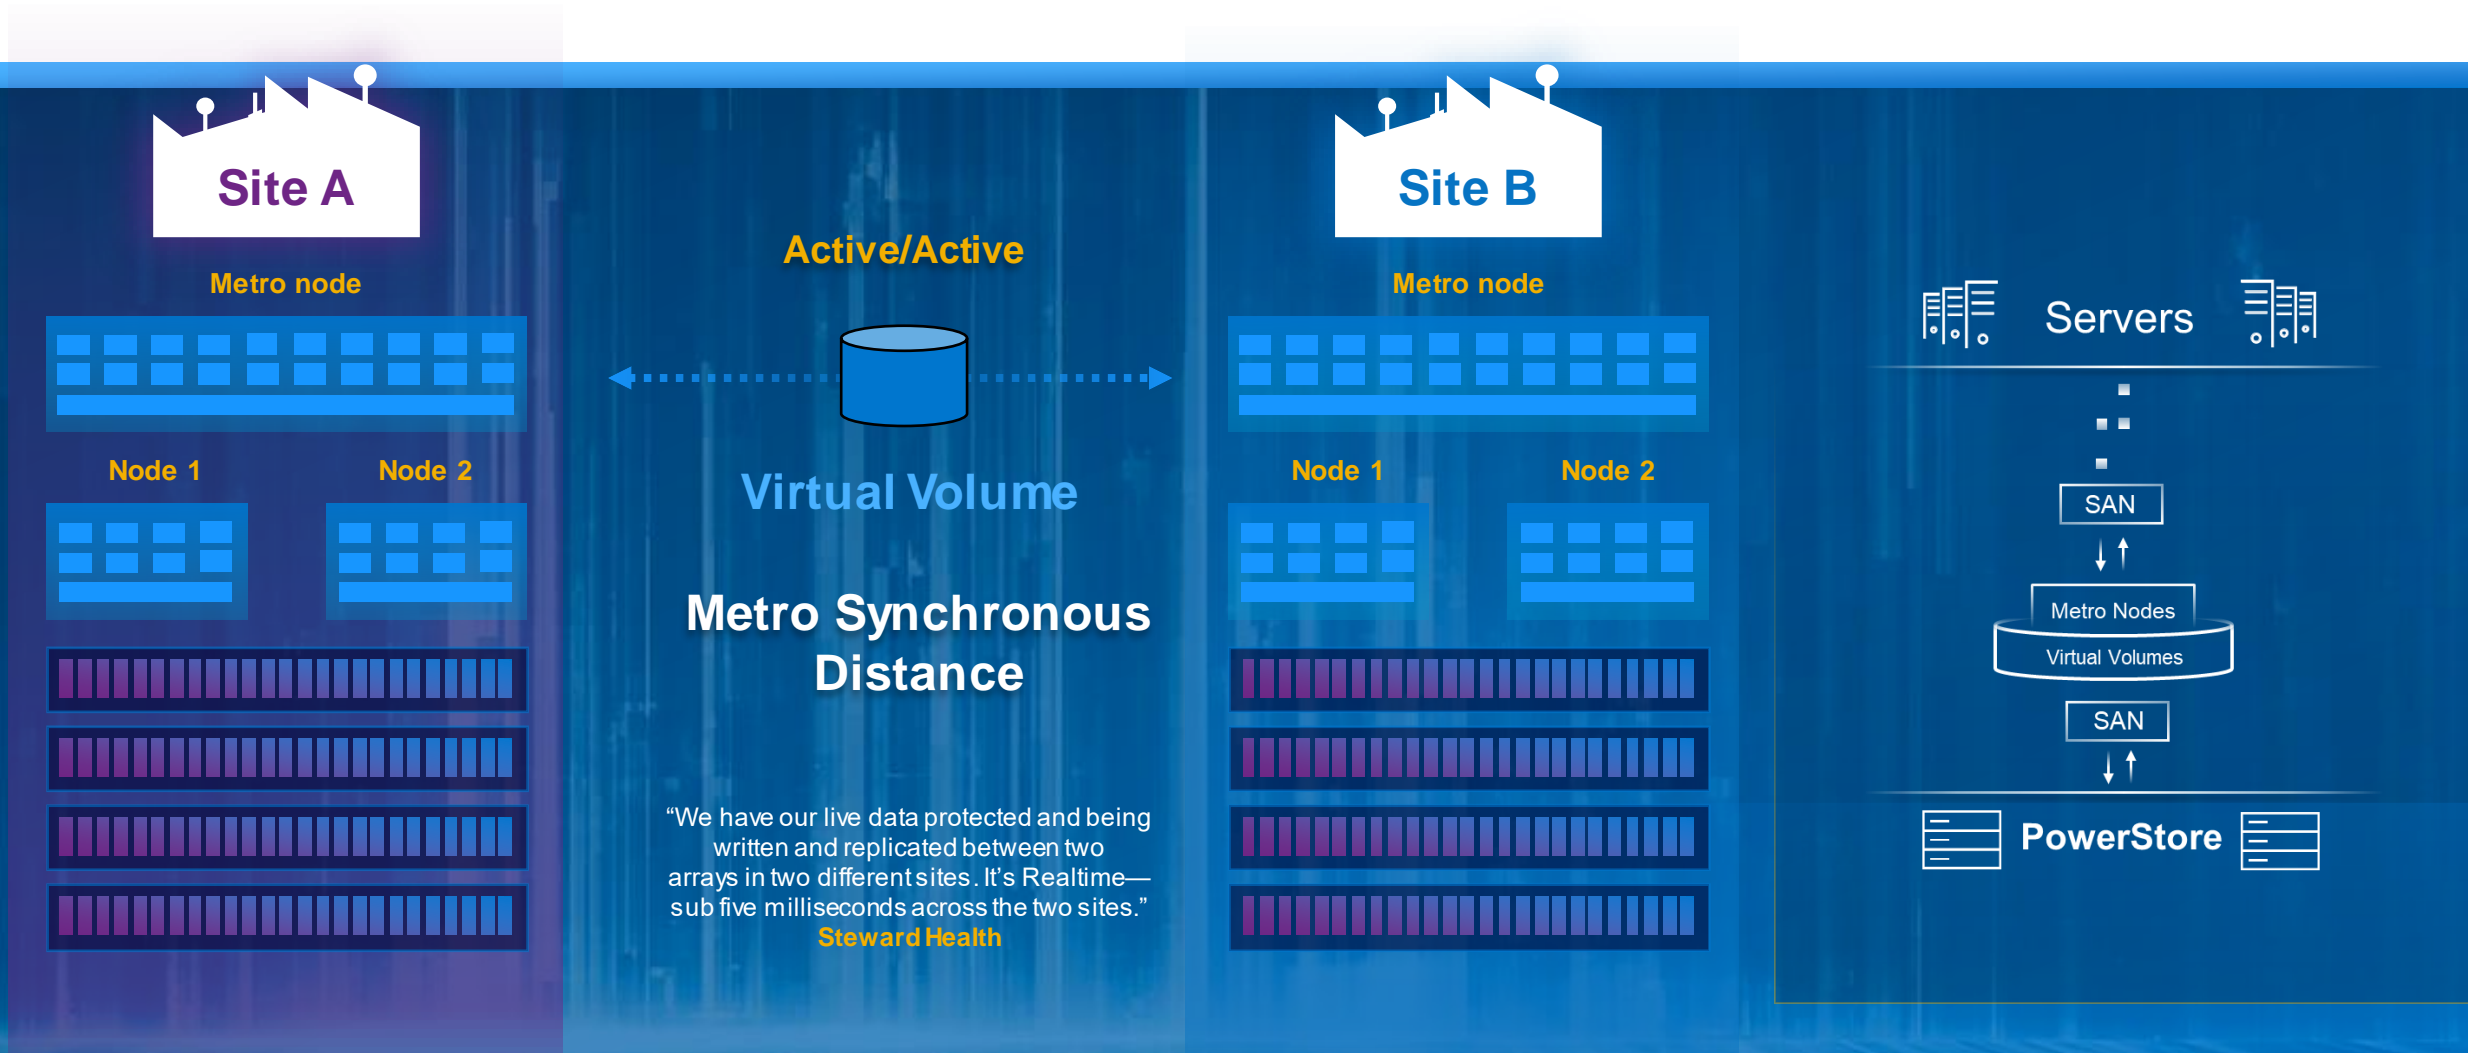 Site A
Metro node
Node 1
Node 2
Active/Active
Virtual Volume
Metro Synchronous
Distance
“We have our live data protected and being
written and replicated between two
arrays in two different sites. It’s Realtime—
sub five milliseconds across the two sites.”
Steward Health
Site B
Metro node
Node 1
Node 2
Servers
SAN
Metro Nodes
Virtual Volumes
SAN
PowerStore